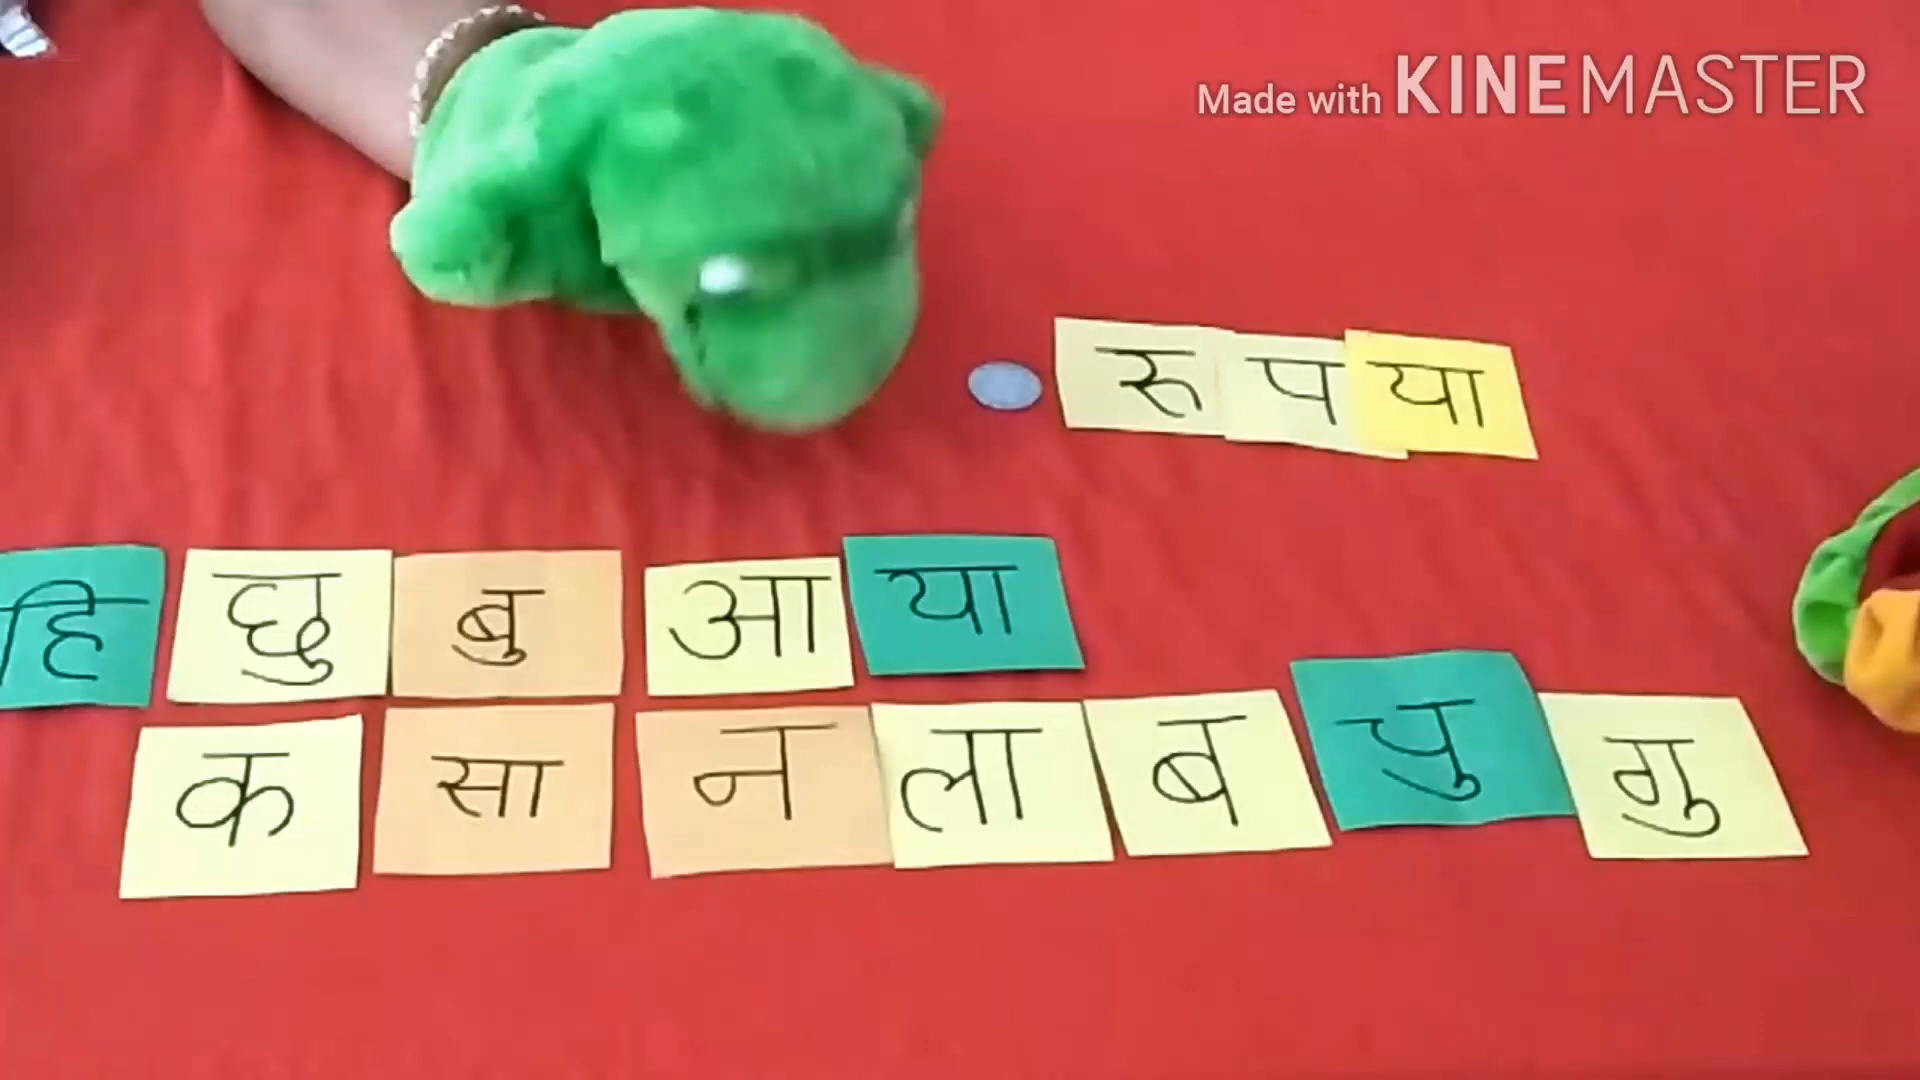 Made with KINEMASTER
रु प या
हि छु बु आ या
क सा न ला ब चु गु